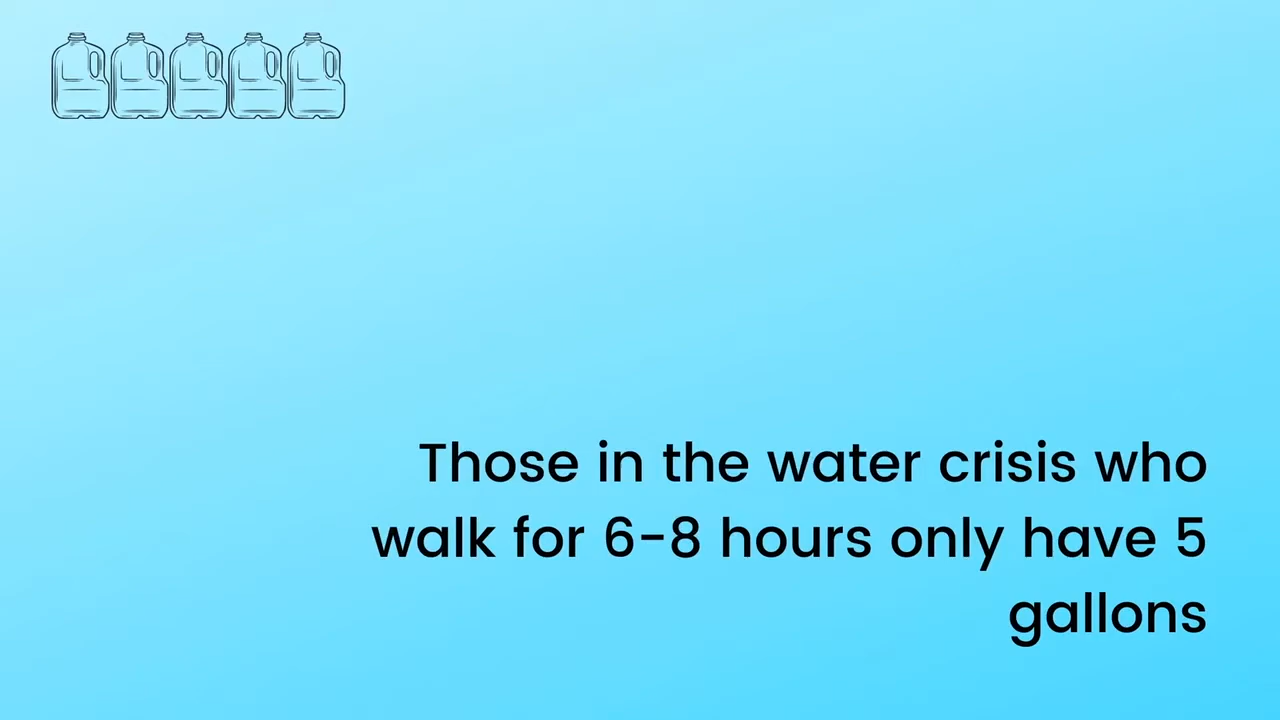 Those in the water crisis who
walk for 6-8 hours only have 5
gallons